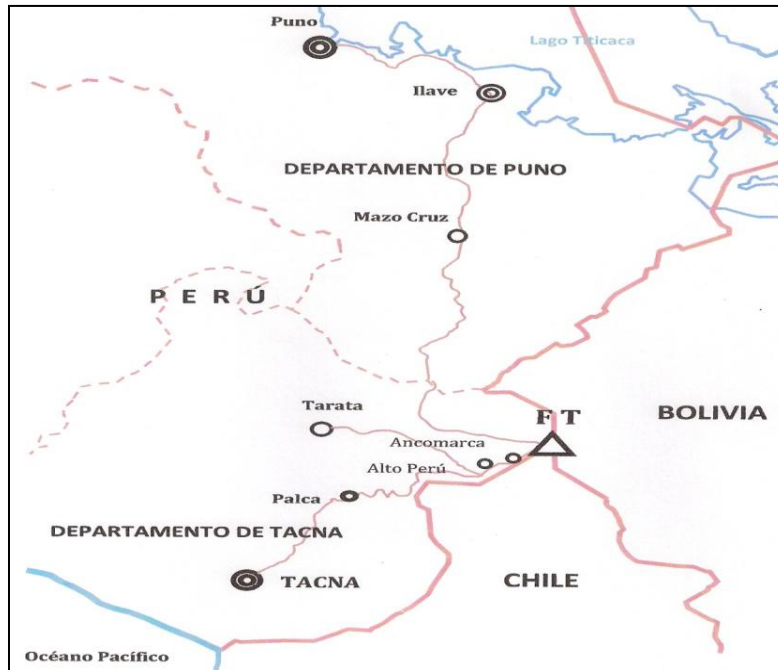 Puno
Lago Titicaca
Ilave
DEPARTAMENTO DE PUNO
Mazo Cruz
PERÚ
Tarata
F T
BOLIVIA
Ancomarca
Alto Perú
Palca
DEPARTAMENTO DE TACNA
TACNA
CHILE
Océano Pacífico